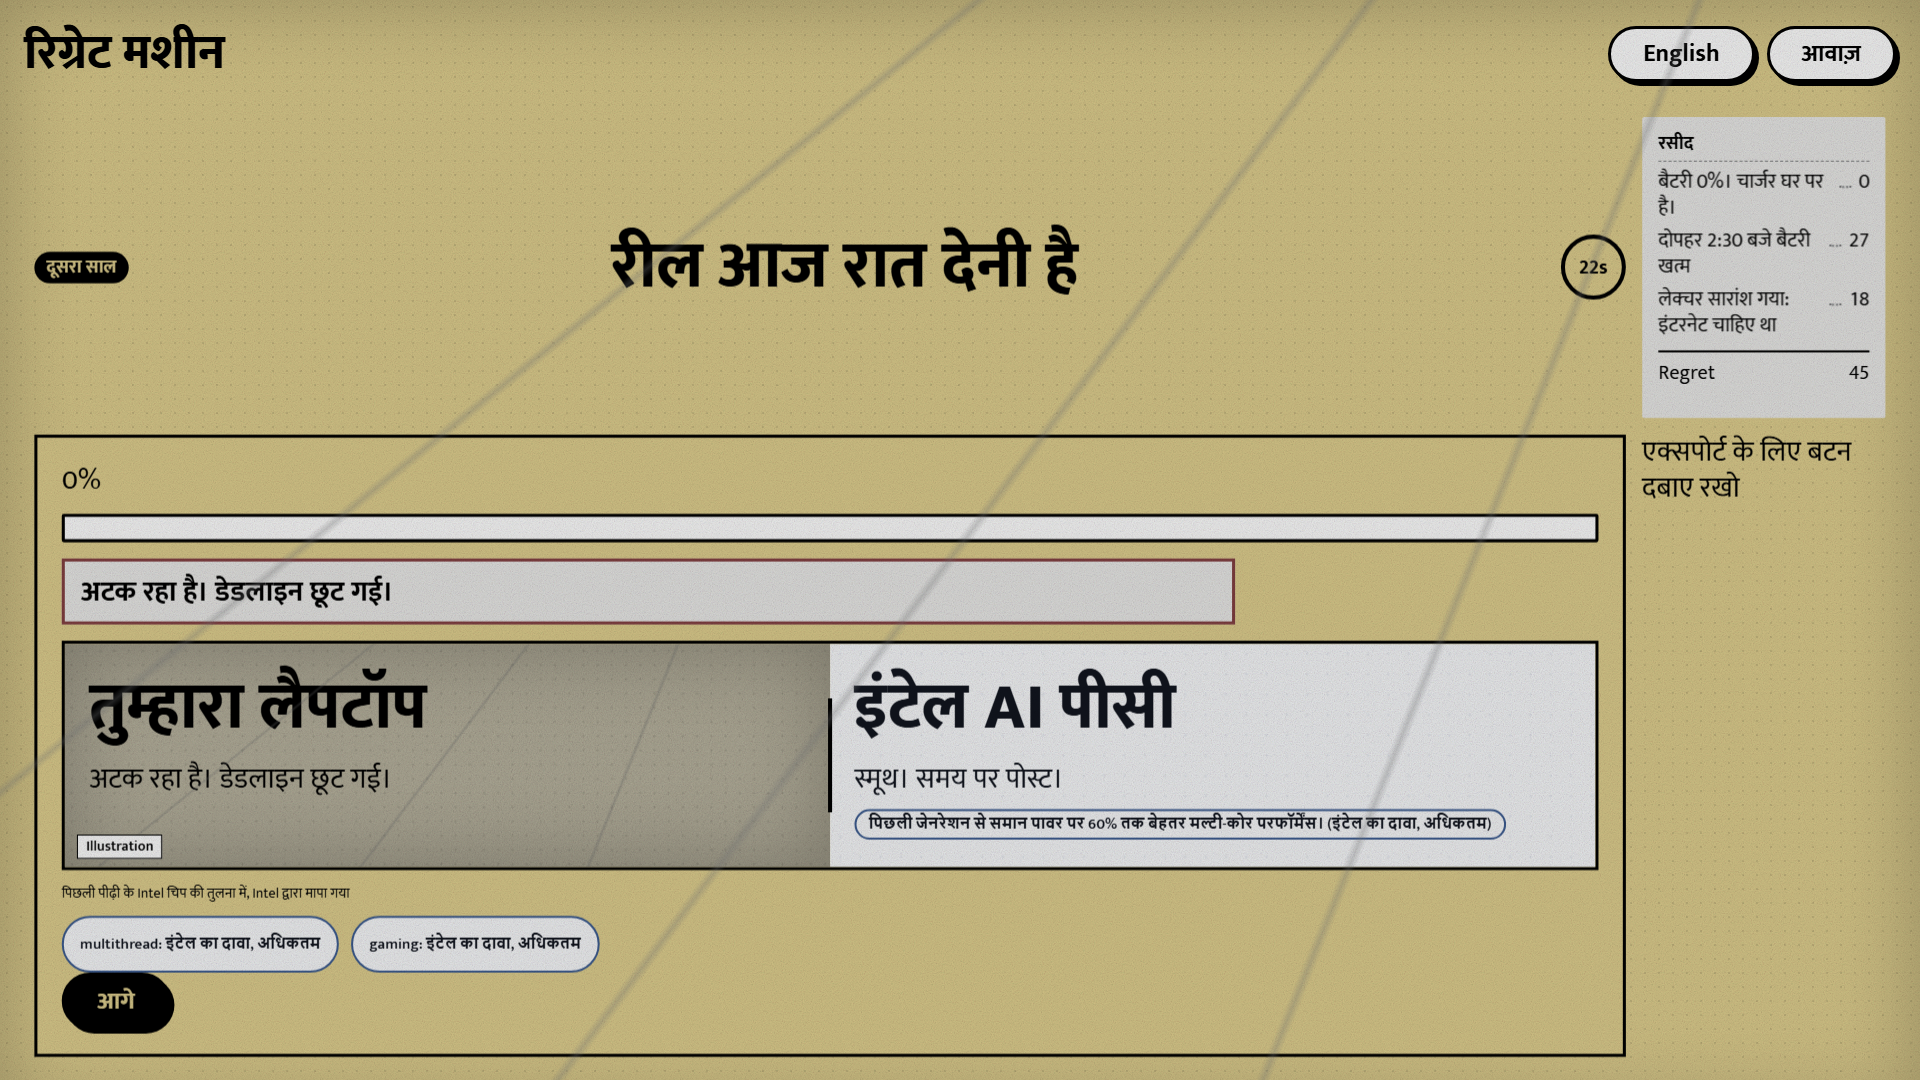 रिग्रेट मशीन
English
आवाज़
दूसरा साल
रील आज रात देनी है
22s
रसीद
बैटरी 0%। चार्जर घर पर है। .... 0
दोपहर 2:30 बजे बैटरी खत्म .... 27
लेक्चर सारांश गया: इंटरनेट चाहिए था .... 18
Regret 45
एक्सपोर्ट के लिए बटन
दबाए रखो
0%
अटक रहा है। डेडलाइन छूट गई।
तुम्हारा लैपटॉप
अटक रहा है। डेडलाइन छूट गई।
Illustration
इंटेल AI पीसी
स्मूथ। समय पर पोस्ट।
पिछली जेनरेशन से समान पावर पर 60% तक बेहतर मल्टी-कोर परफॉर्मेंस। (इंटेल का दावा, अधिकतम)
पिछली पीढ़ी के Intel चिप की तुलना में, Intel द्वारा मापा गया
multithread: इंटेल का दावा, अधिकतम
gaming: इंटेल का दावा, अधिकतम
आगे